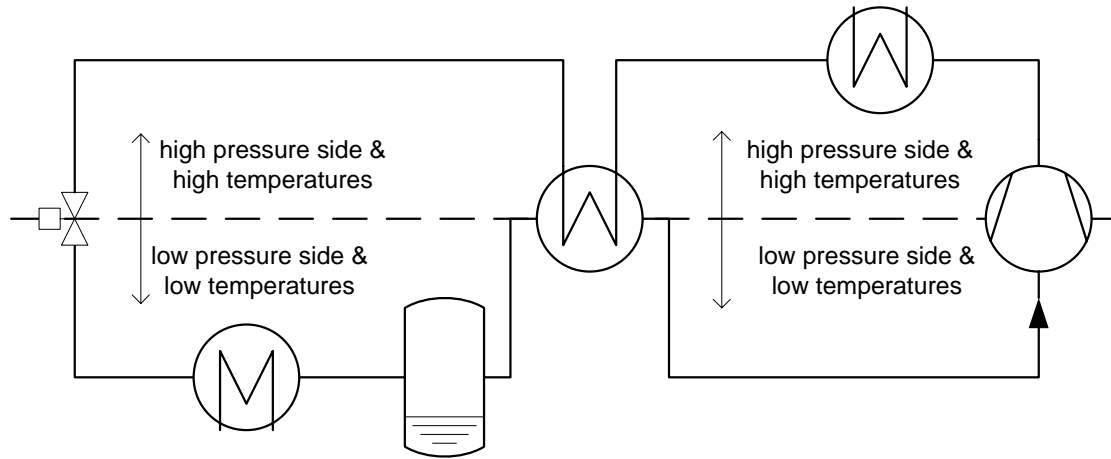 high pressure side &
high temperatures
low pressure side &
low temperatures
high pressure side &
high temperatures
low pressure side &
low temperatures